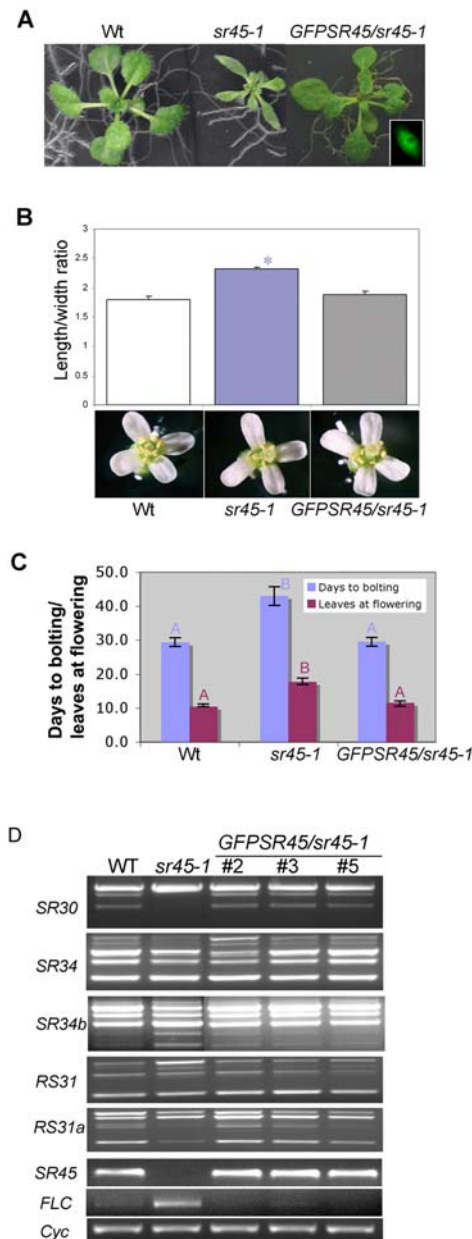 A
Wt sr45-1 GFPSR45/sr45-1
B
Length/width ratio
3
2.5
2
1.5
1
0.5
0
*
Wt sr45-1 GFPSR45/sr45-1
C
Days to bolting/
leaves at flowering
50.0
40.0
30.0
20.0
10.0
0.0
Days to bolting
Leaves at flowering
A A B B A A
Wt sr45-1 GFPSR45/sr45-1
D
GFPSR45/sr45-1
WT sr45-1 #2 #3 #5
SR30
SR34
SR34b
RS31
RS31a
SR45
FLC
Cyc